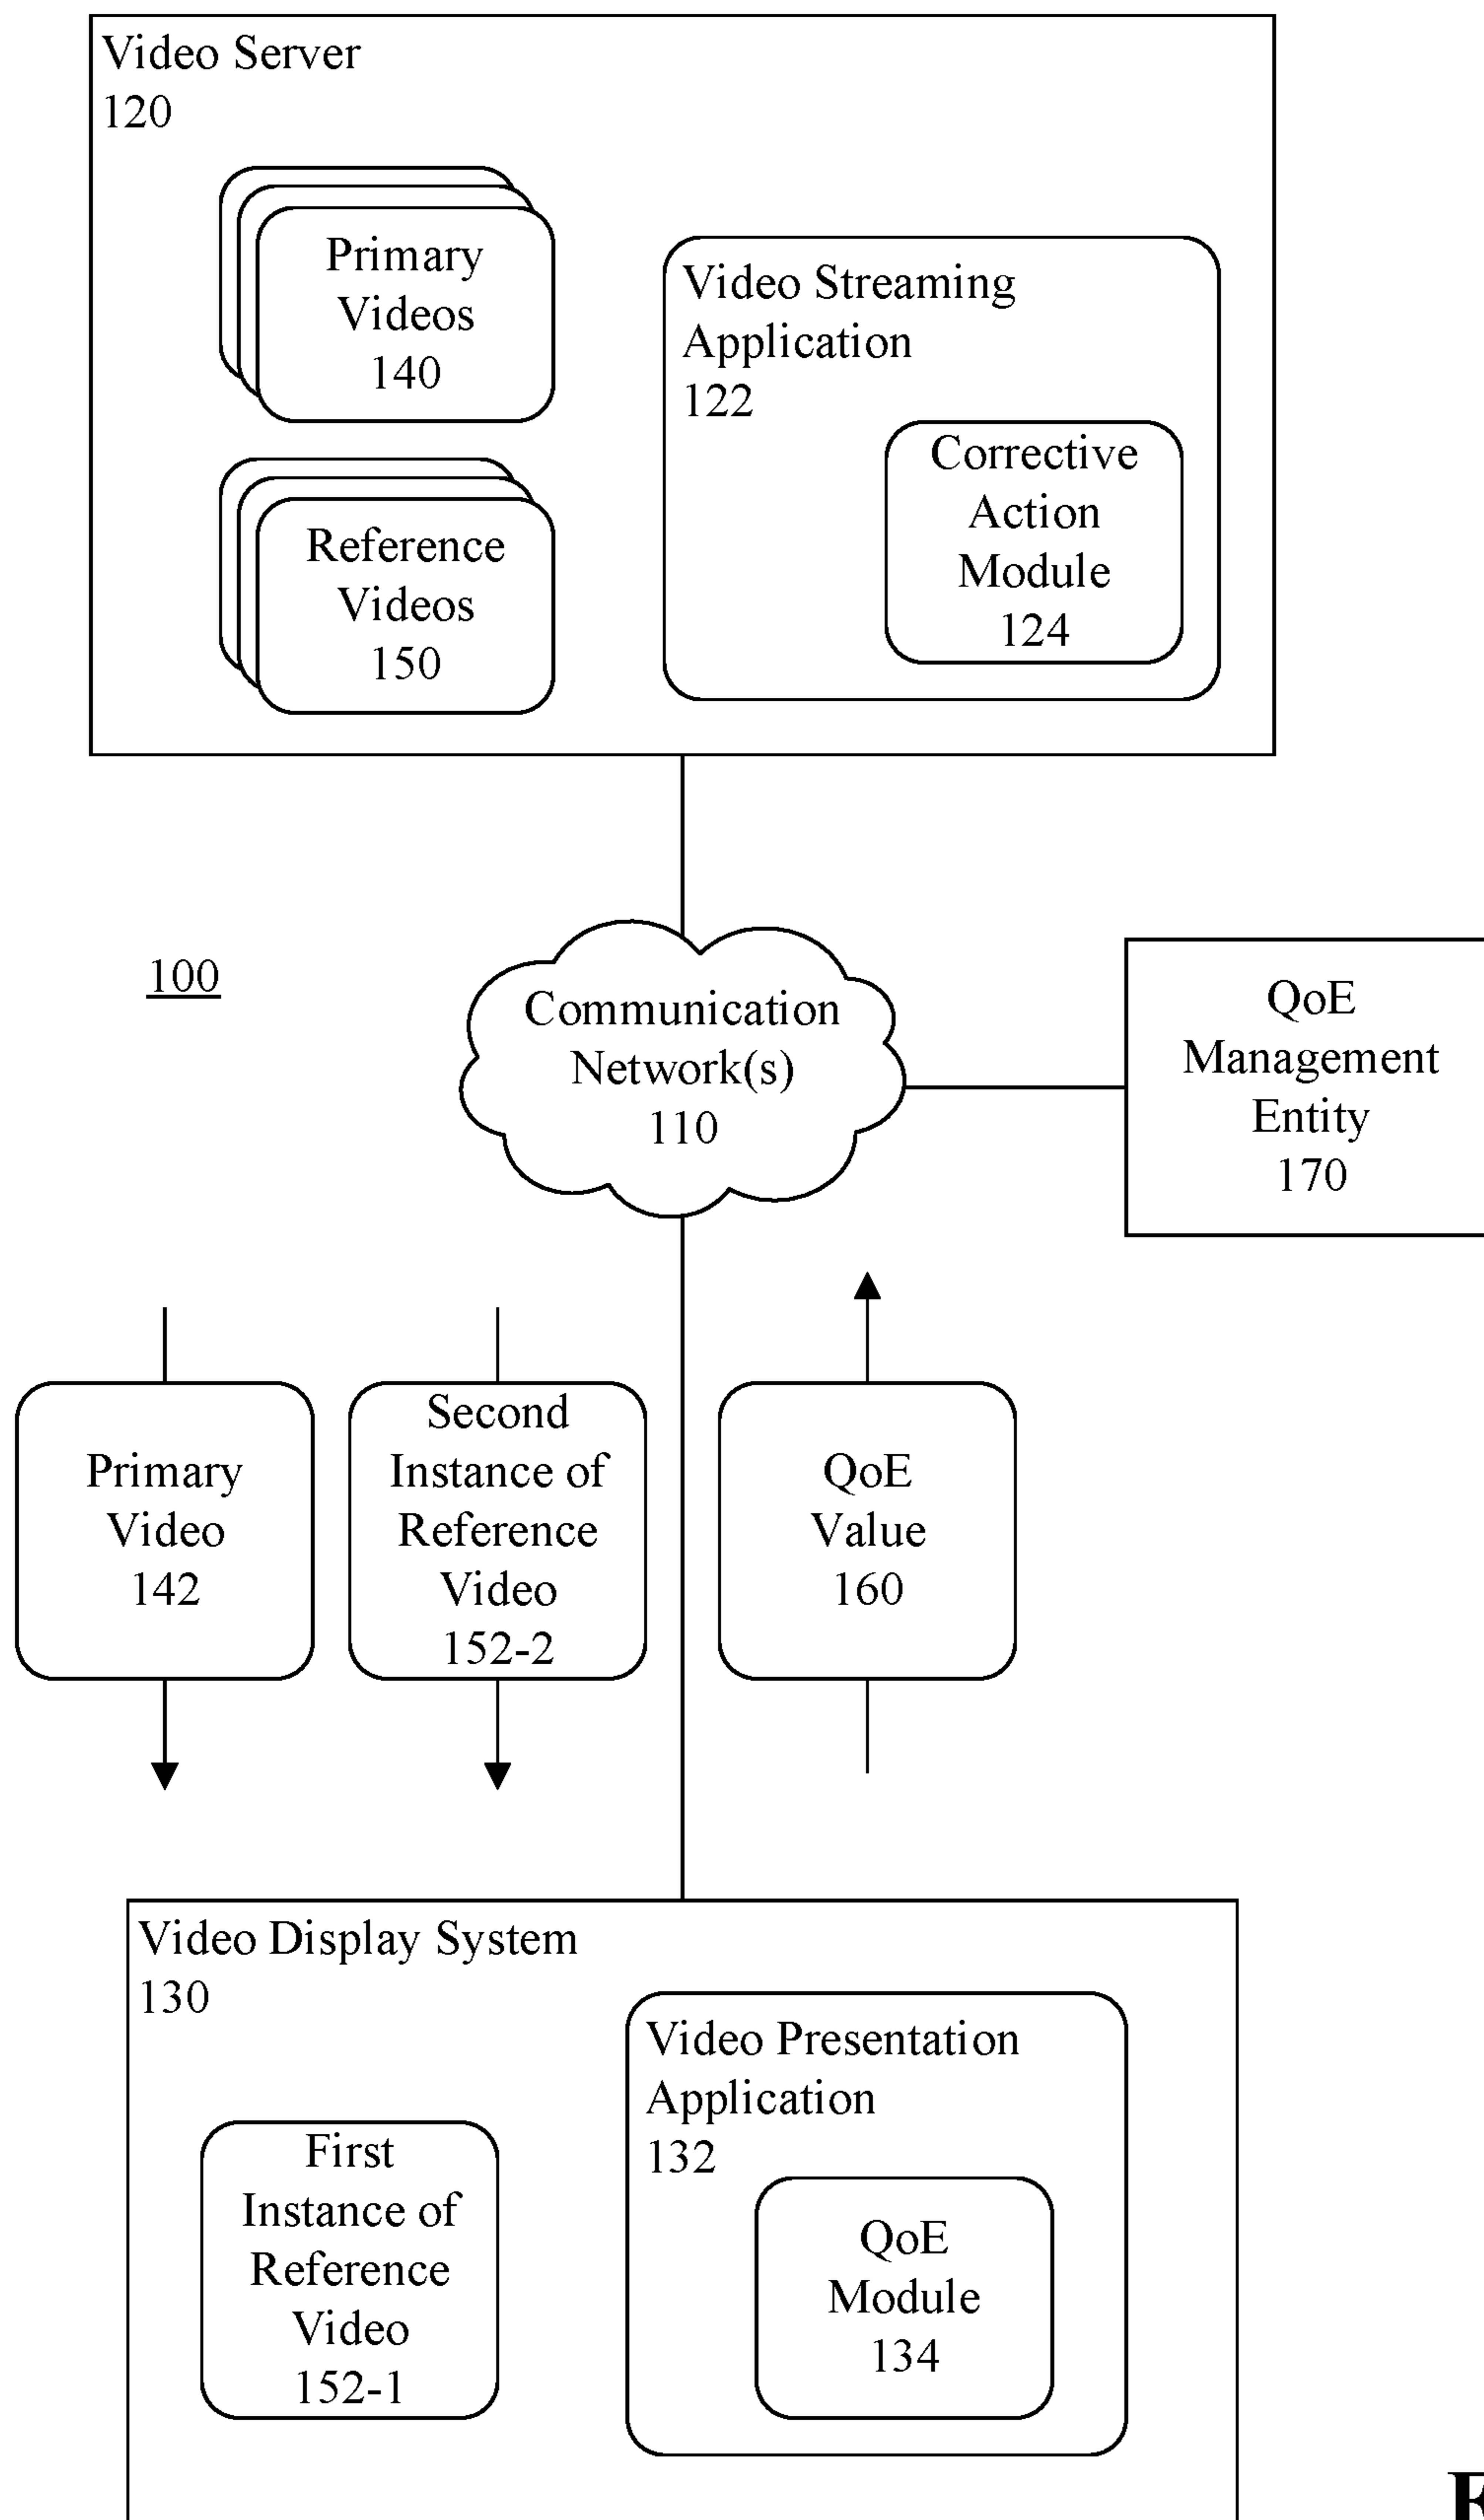 Video Server
120
Primary
Videos
140
Video Streaming
Application
122
Corrective
Action
Module
124
Reference
Videos
150
100
Communication
Network(s)
110
QoE
Management
Entity
170
Primary
Video
142
Second
Instance of
Reference
Video
152-2
QoE
Value
160
Video Display System
130
Video Presentation
Application
132
First
Instance of
Reference
Video
152-1
QoE
Module
134